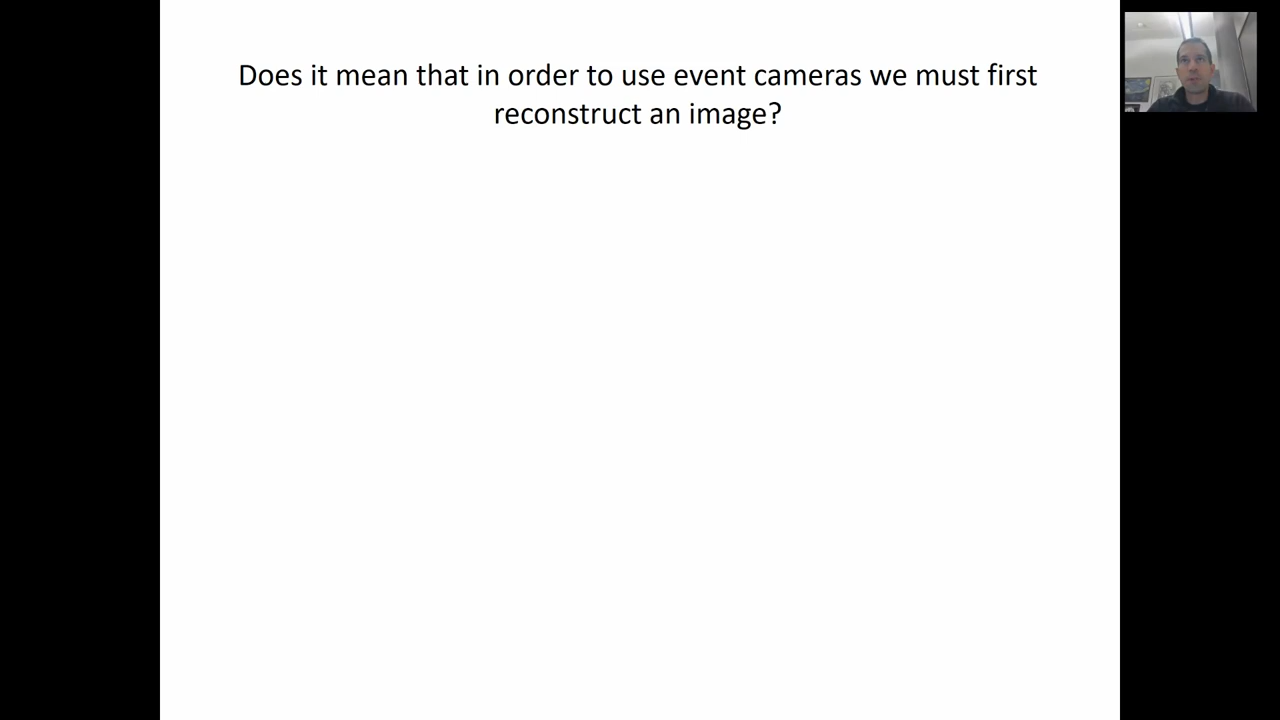 Does it mean that in order to use event cameras we must first
reconstruct an image?